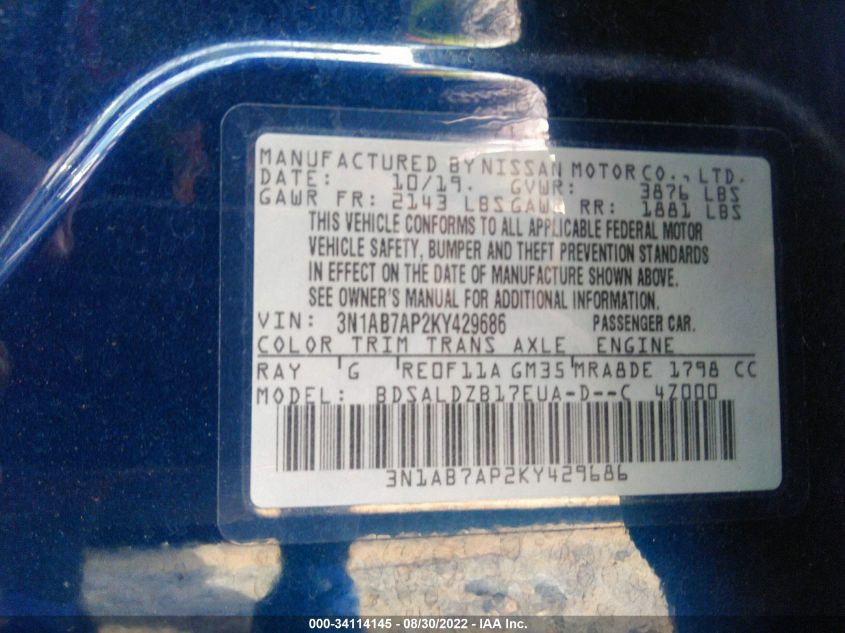 MANUFACTURED BY NISSAN MOTOR CO., LTD.
DATE: 10/19. GVWR: 3876 LBS
GAWR FR: 2143 LBS GAWR RR: 1881 LBS
THIS VEHICLE CONFORMS TO ALL APPLICABLE FEDERAL MOTOR
VEHICLE SAFETY, BUMPER AND THEFT PREVENTION STANDARDS
IN EFFECT ON THE DATE OF MANUFACTURE SHOWN ABOVE.
SEE OWNER'S MANUAL FOR ADDITIONAL INFORMATION.
VIN: 3N1AB7AP2KY429686 PASSENGER CAR.
COLOR TRIM TRANS AXLE ENGINE
RAY G RE0F11A GM35 MRA8DE 1798 CC
MODEL: BDSALDZB17EUA-D--C 4Z000
3N1AB7AP2KY429686
000-34114145 - 08/30/2022 - IAA Inc.